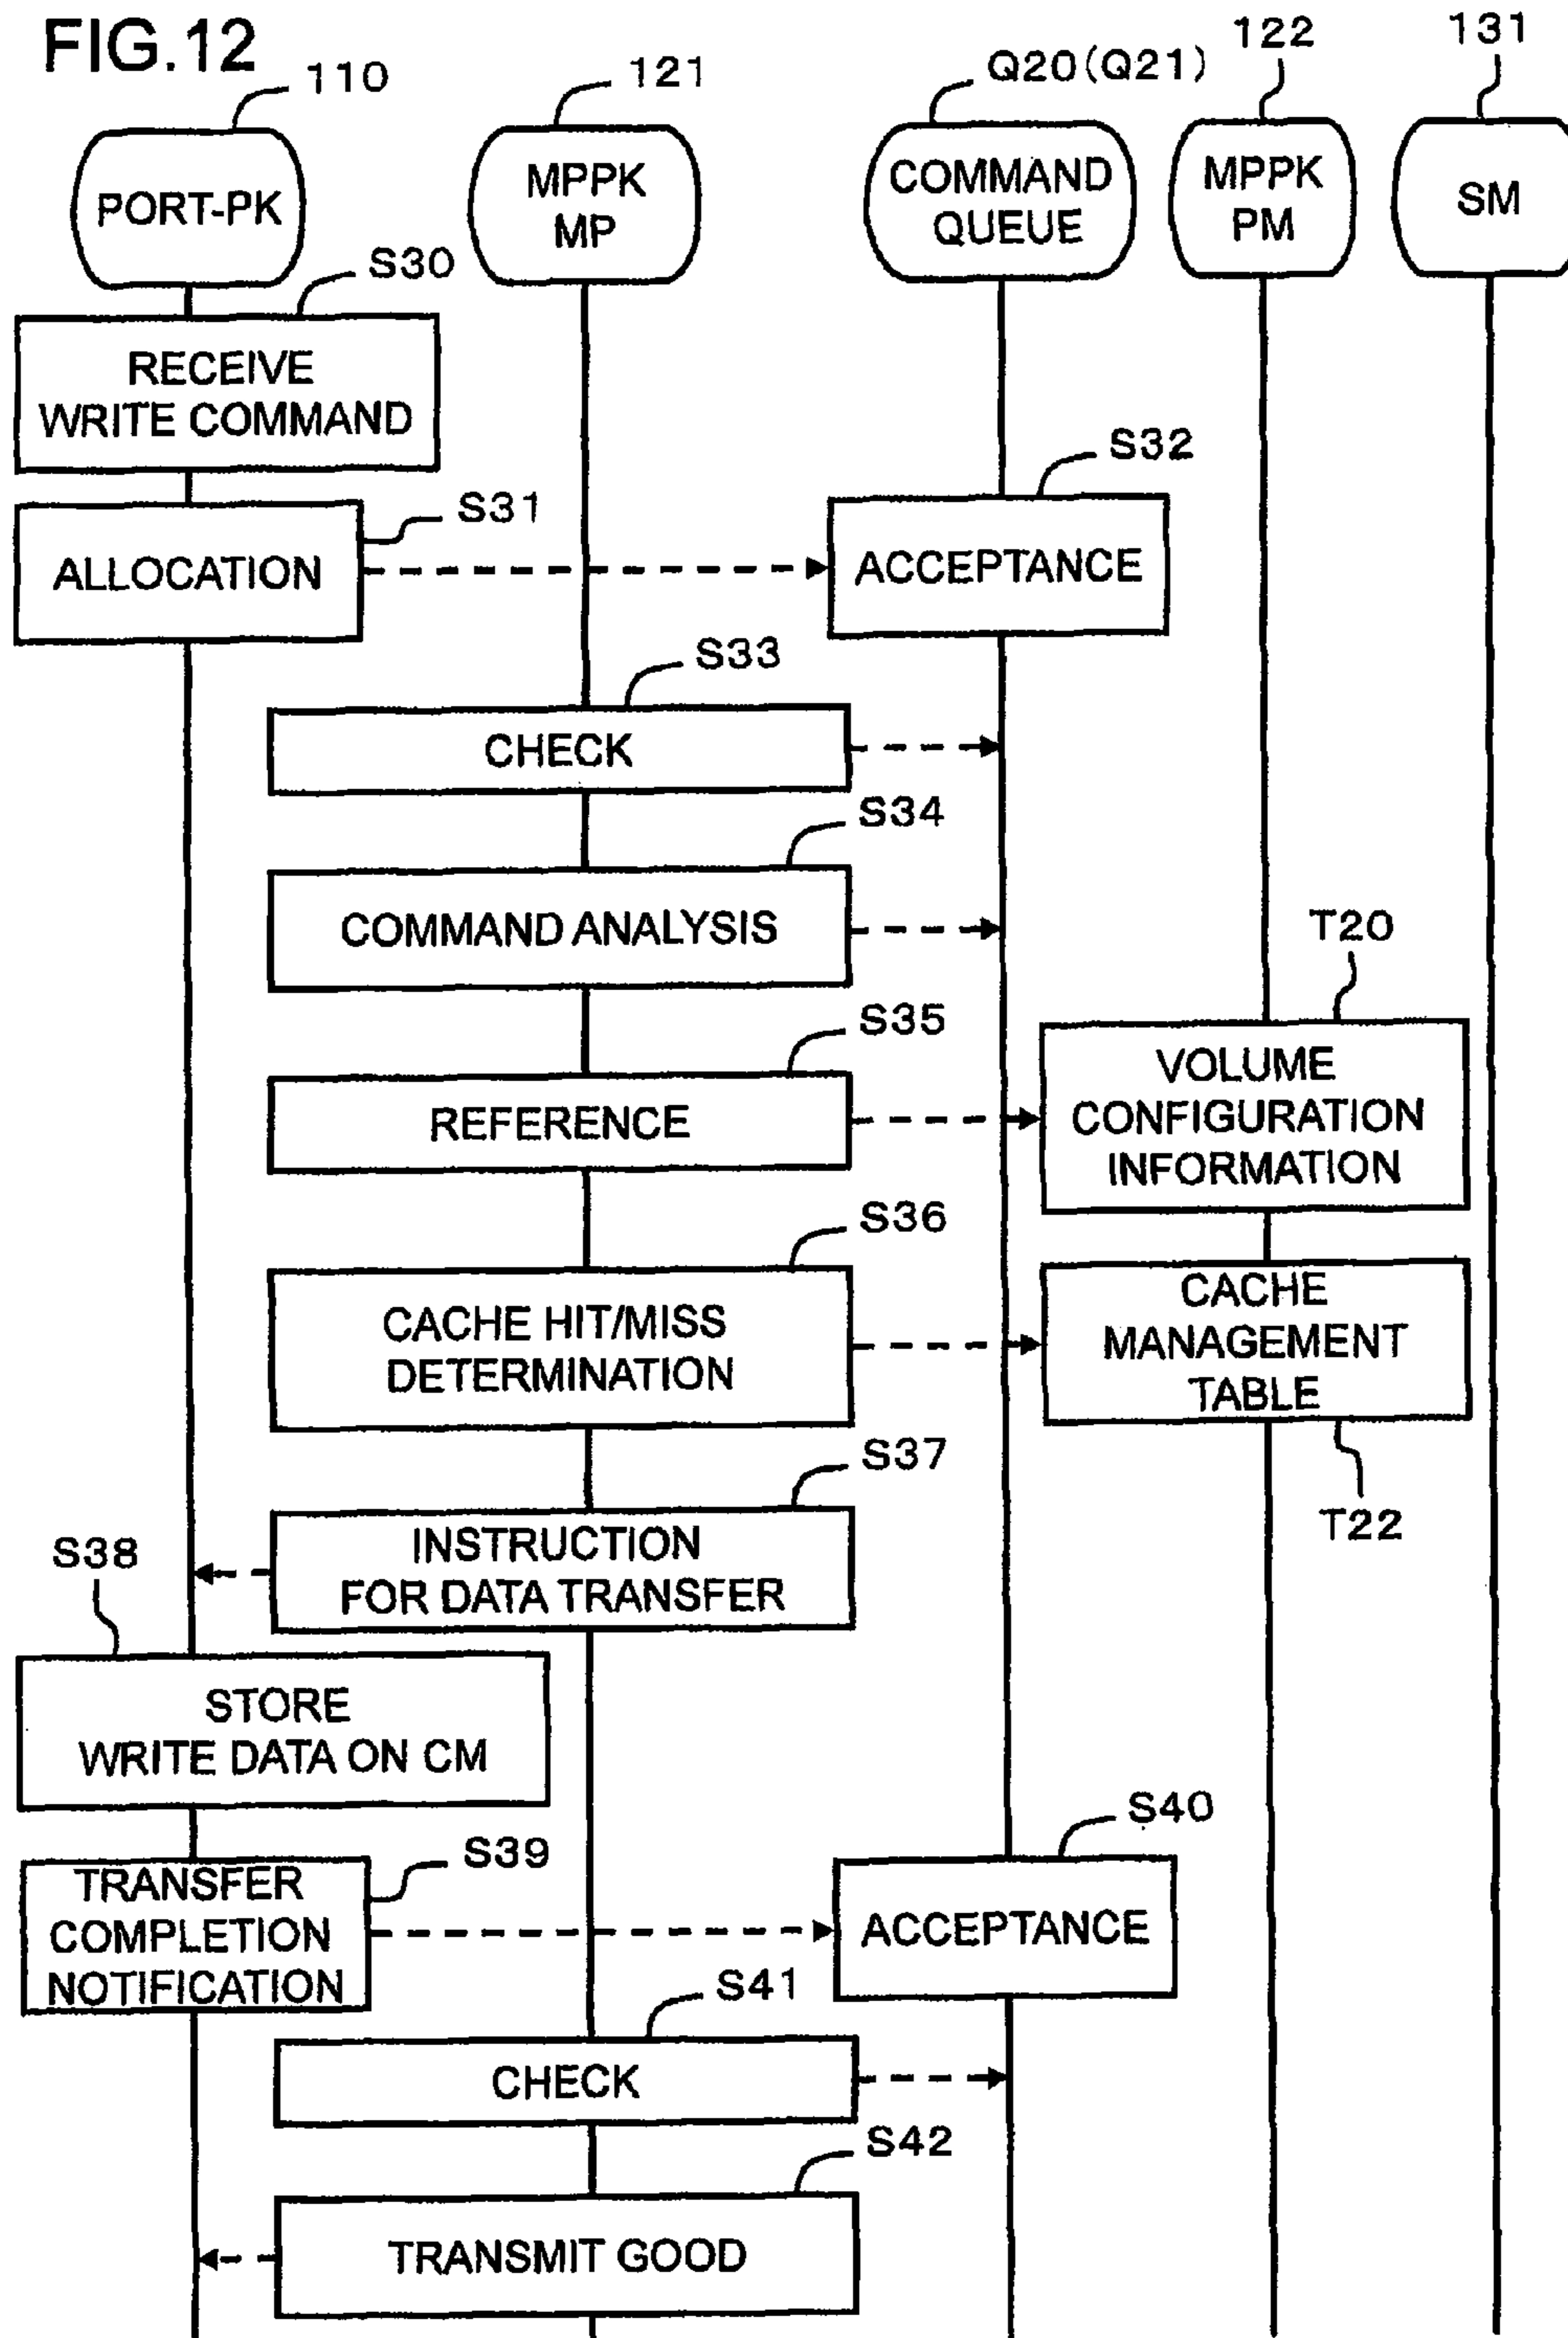 FIG.12
110
121
Q20(Q21)
122
131
PORT-PK
MPPK
MP
COMMAND
QUEUE
MPPK
PM
SM
S30
RECEIVE
WRITE COMMAND
S31
ALLOCATION
S32
ACCEPTANCE
S33
CHECK
S34
COMMAND ANALYSIS
S35
REFERENCE
T20
VOLUME
CONFIGURATION
INFORMATION
S36
CACHE HIT/MISS
DETERMINATION
CACHE
MANAGEMENT
TABLE
T22
S37
INSTRUCTION
FOR DATA TRANSFER
S38
STORE
WRITE DATA ON CM
S39
TRANSFER
COMPLETION
NOTIFICATION
S40
ACCEPTANCE
S41
CHECK
S42
TRANSMIT GOOD